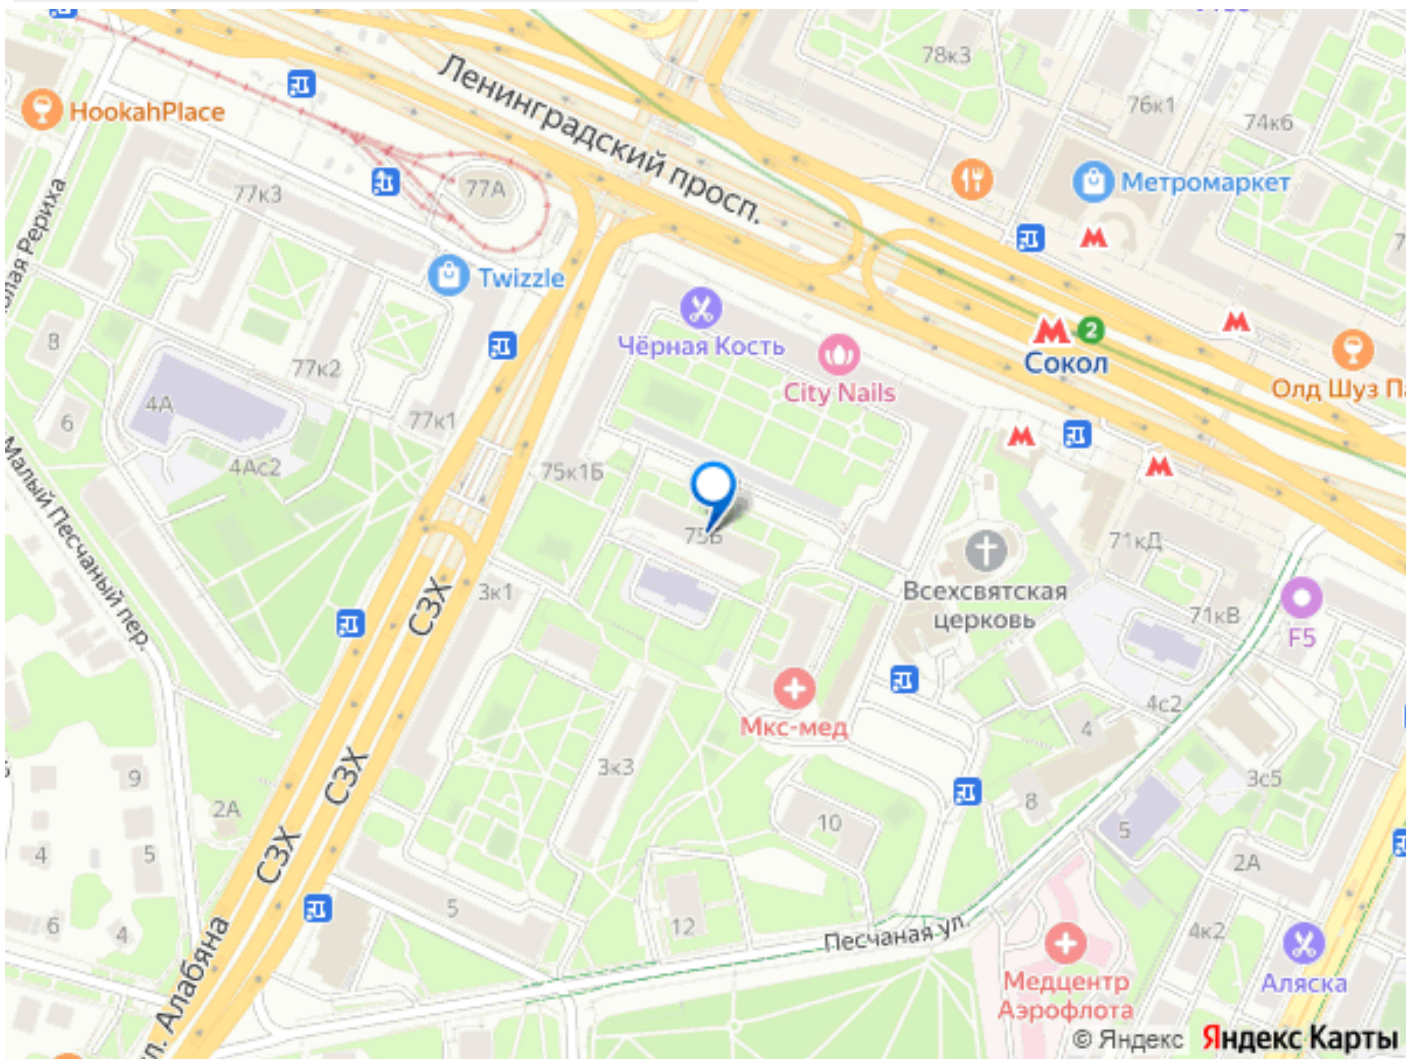 78к3
HookahPlace
Ленинградский просп.
76к1
74к6
77А
77к3
Метромаркет
Twizzle
Чёрная Кость
2
Сокол
8
77к2
City Nails
Олд Шуз Па
4А
6
77к1
4Ас2
75к1Б
Малый Песчаный пер.
75Б
71кД
Всехсвятская
церковь
3к1
СЗХ
71кВ
F5
4с2
Мкс-мед
4
3к3
СЗХ
9
3с5
2А
8
10
5
4
5
СЗХ
2А
5
12
6
4
Песчаная ул.
4к2
Медцентр
Аэрофлота
Аляска
ул. Алабяна
© Яндекс Яндекс Карты